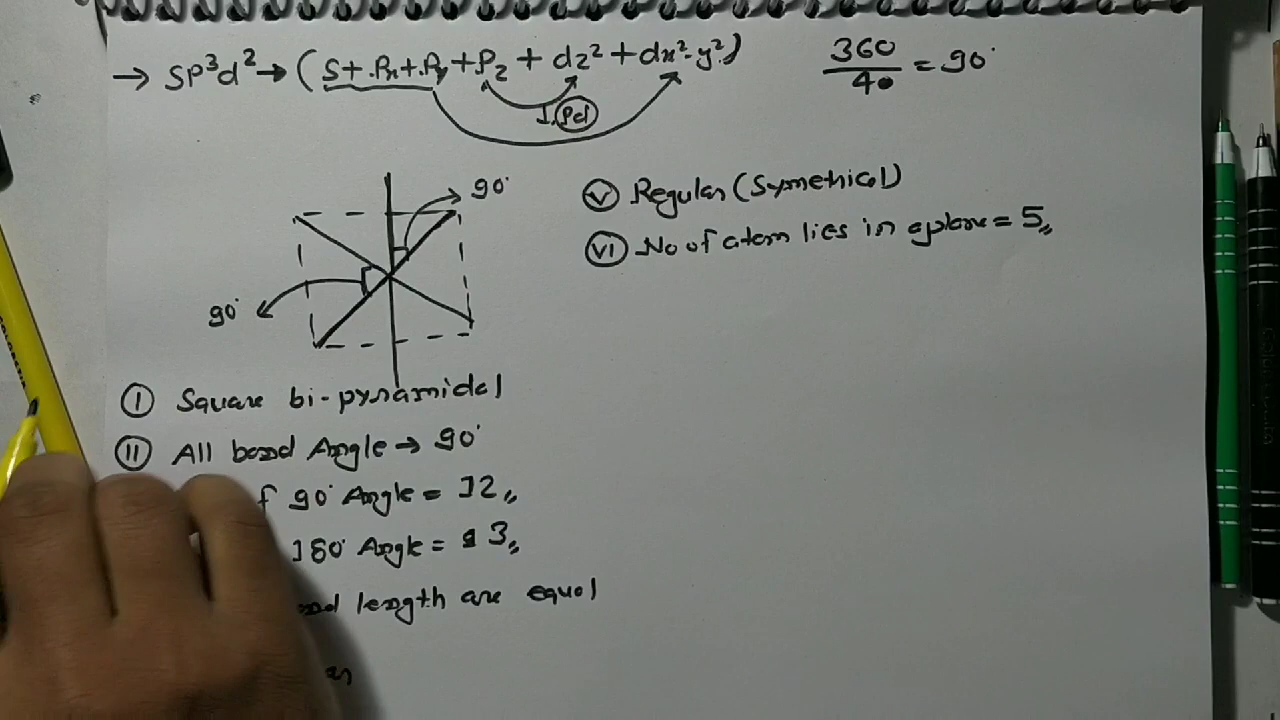 → SP³d² → (S + Px + Py + Pz + dz² + dx²-y²)
360/40 = 90°
I. Pd
90°
90°
I Square bi-pyramidal
II All bond Angle → 90°
f 90° Angle = 12
180° Angle = 3
length are equal
V Regular (Symetrical)
VI No of atom lies in a plane = 5